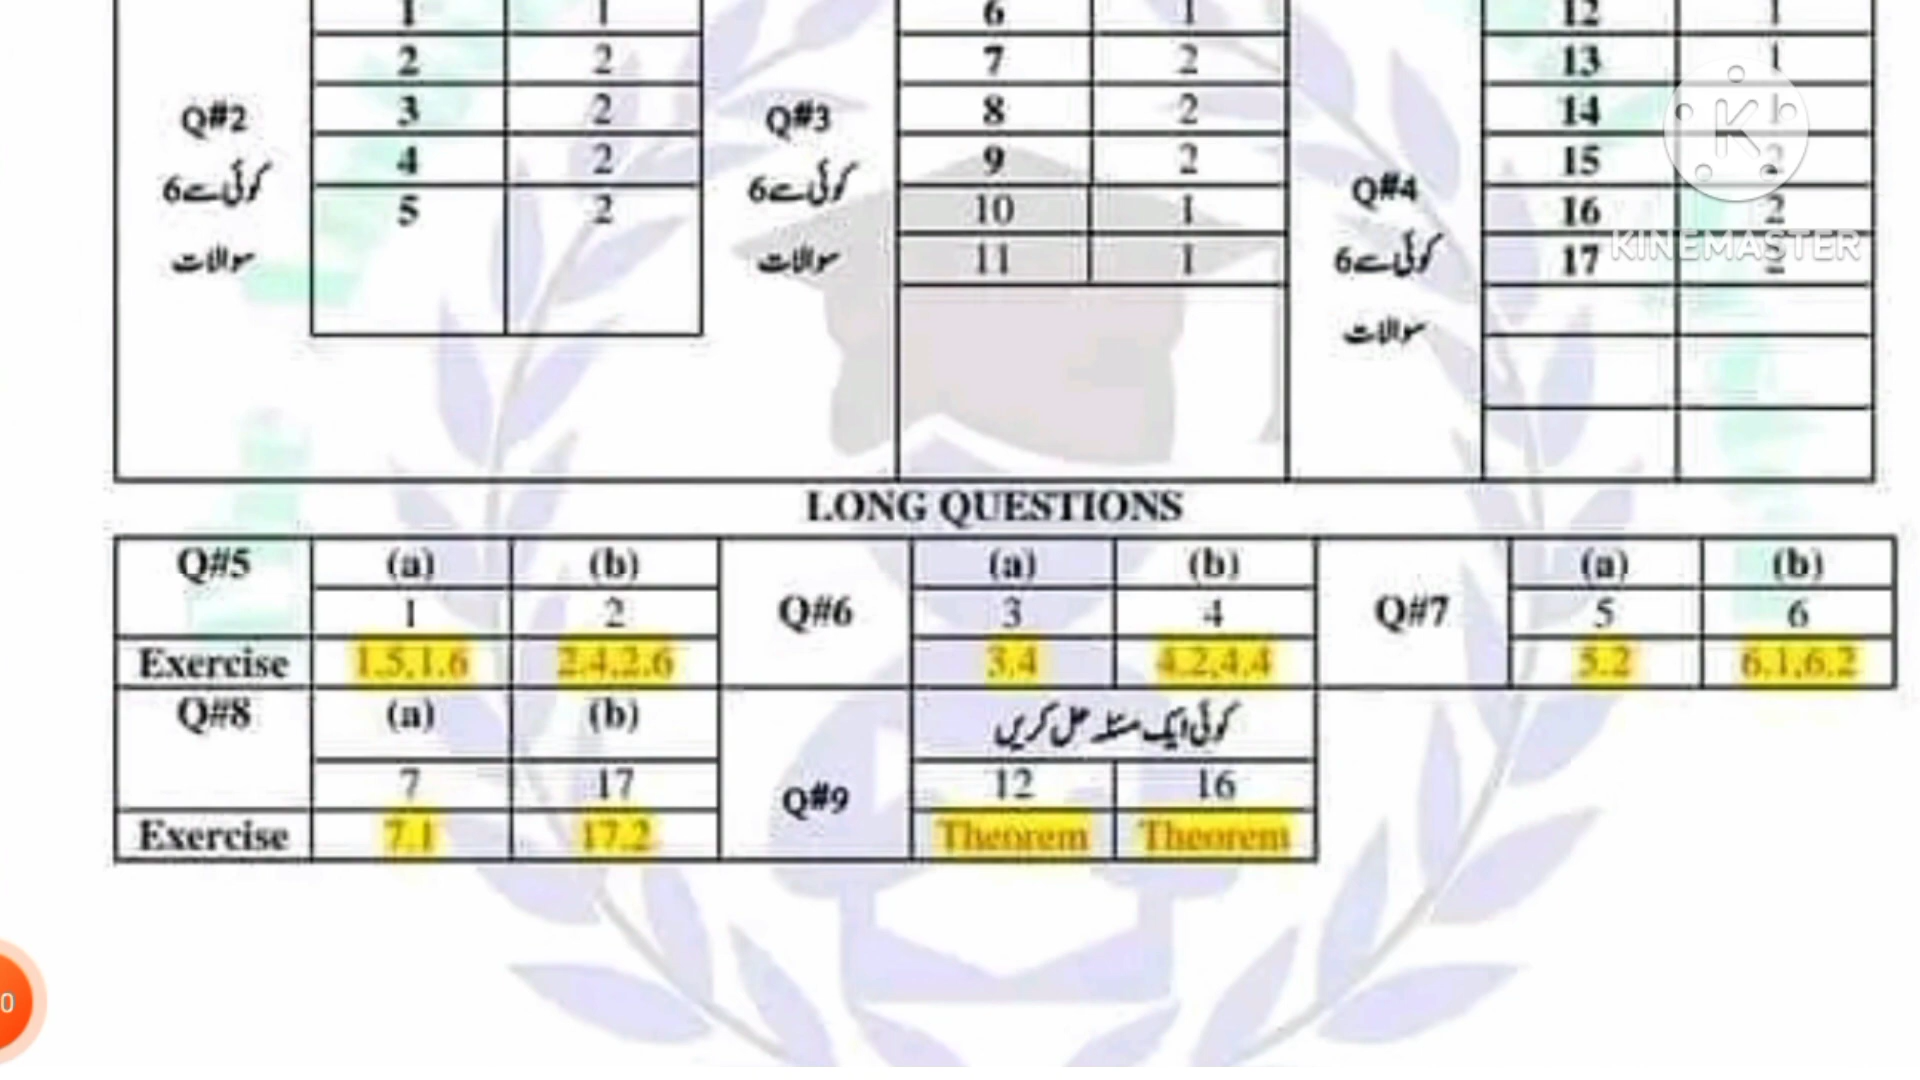 1 1 6 1 12 1
2 2 7 2 13 1
Q#2 3 2 Q#3 8 2 14 1
4 2 9 2 15 2
کوئی سے 6 کوئی سے 6 Q#4
5 2 10 1 16 2
KINEMASTER
سوالات سوالات 11 1 کوئی سے 6 17
سوالات
LONG QUESTIONS
Q#5 (a) (b) Q#6 (a) (b) Q#7 (a) (b)
1 2 3 4 5 6
Exercise 1.5,1.6 2.4,2.6 3.4 4.2,4.4 5.2 6.1,6.2
Q#8 (a) (b) Q#9 کوئی ایک مسئلہ حل کریں
7 17 12 16
Exercise 7.1 17.2 Theorem Theorem
0